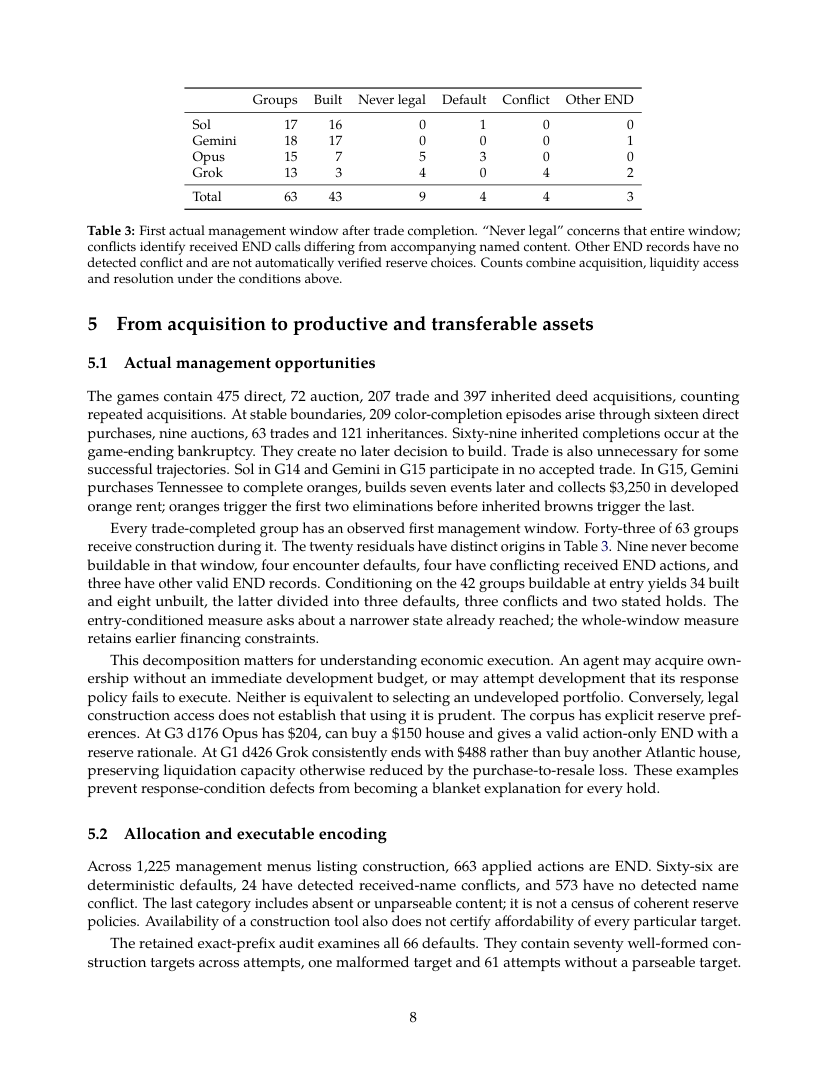 Groups Built Never legal Default Conflict Other END
Sol 17 16 0 1 0 0
Gemini 18 17 0 0 0 1
Opus 15 7 5 3 0 0
Grok 13 3 4 0 4 2
Total 63 43 9 4 4 3
Table 3: First actual management window after trade completion. “Never legal” concerns that entire window;
conflicts identify received END calls differing from accompanying named content. Other END records have no
detected conflict and are not automatically verified reserve choices. Counts combine acquisition, liquidity access
and resolution under the conditions above.
5 From acquisition to productive and transferable assets
5.1 Actual management opportunities
The games contain 475 direct, 72 auction, 207 trade and 397 inherited deed acquisitions, counting
repeated acquisitions. At stable boundaries, 209 color-completion episodes arise through sixteen direct
purchases, nine auctions, 63 trades and 121 inheritances. Sixty-nine inherited completions occur at the
game-ending bankruptcy. They create no later decision to build. Trade is also unnecessary for some
successful trajectories. Sol in G14 and Gemini in G15 participate in no accepted trade. In G15, Gemini
purchases Tennessee to complete oranges, builds seven events later and collects $3,250 in developed
orange rent; oranges trigger the first two eliminations before inherited browns trigger the last.
Every trade-completed group has an observed first management window. Forty-three of 63 groups
receive construction during it. The twenty residuals have distinct origins in Table 3. Nine never become
buildable in that window, four encounter defaults, four have conflicting received END actions, and
three have other valid END records. Conditioning on the 42 groups buildable at entry yields 34 built
and eight unbuilt, the latter divided into three defaults, three conflicts and two stated holds. The
entry-conditioned measure asks about a narrower state already reached; the whole-window measure
retains earlier financing constraints.
This decomposition matters for understanding economic execution. An agent may acquire own-
ership without an immediate development budget, or may attempt development that its response
policy fails to execute. Neither is equivalent to selecting an undeveloped portfolio. Conversely, legal
construction access does not establish that using it is prudent. The corpus has explicit reserve pref-
erences. At G3 d176 Opus has $204, can buy a $150 house and gives a valid action-only END with a
reserve rationale. At G1 d426 Grok consistently ends with $488 rather than buy another Atlantic house,
preserving liquidation capacity otherwise reduced by the purchase-to-resale loss. These examples
prevent response-condition defects from becoming a blanket explanation for every hold.
5.2 Allocation and executable encoding
Across 1,225 management menus listing construction, 663 applied actions are END. Sixty-six are
deterministic defaults, 24 have detected received-name conflicts, and 573 have no detected name
conflict. The last category includes absent or unparseable content; it is not a census of coherent reserve
policies. Availability of a construction tool also does not certify affordability of every particular target.
The retained exact-prefix audit examines all 66 defaults. They contain seventy well-formed con-
struction targets across attempts, one malformed target and 61 attempts without a parseable target.
8